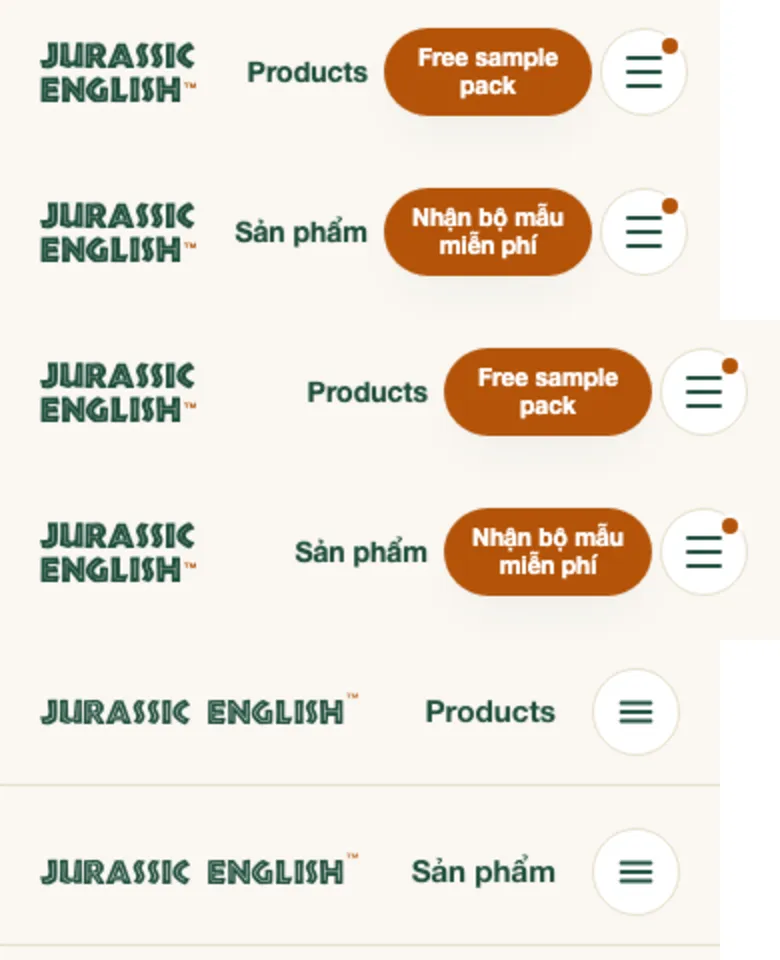 JURASSIC
ENGLISH™
Products
Free sample
pack
JURASSIC
ENGLISH™
Sản phẩm
Nhận bộ mẫu
miễn phí
JURASSIC
ENGLISH™
Products
Free sample
pack
JURASSIC
ENGLISH™
Sản phẩm
Nhận bộ mẫu
miễn phí
JURASSIC ENGLISH™
Products
JURASSIC ENGLISH™
Sản phẩm